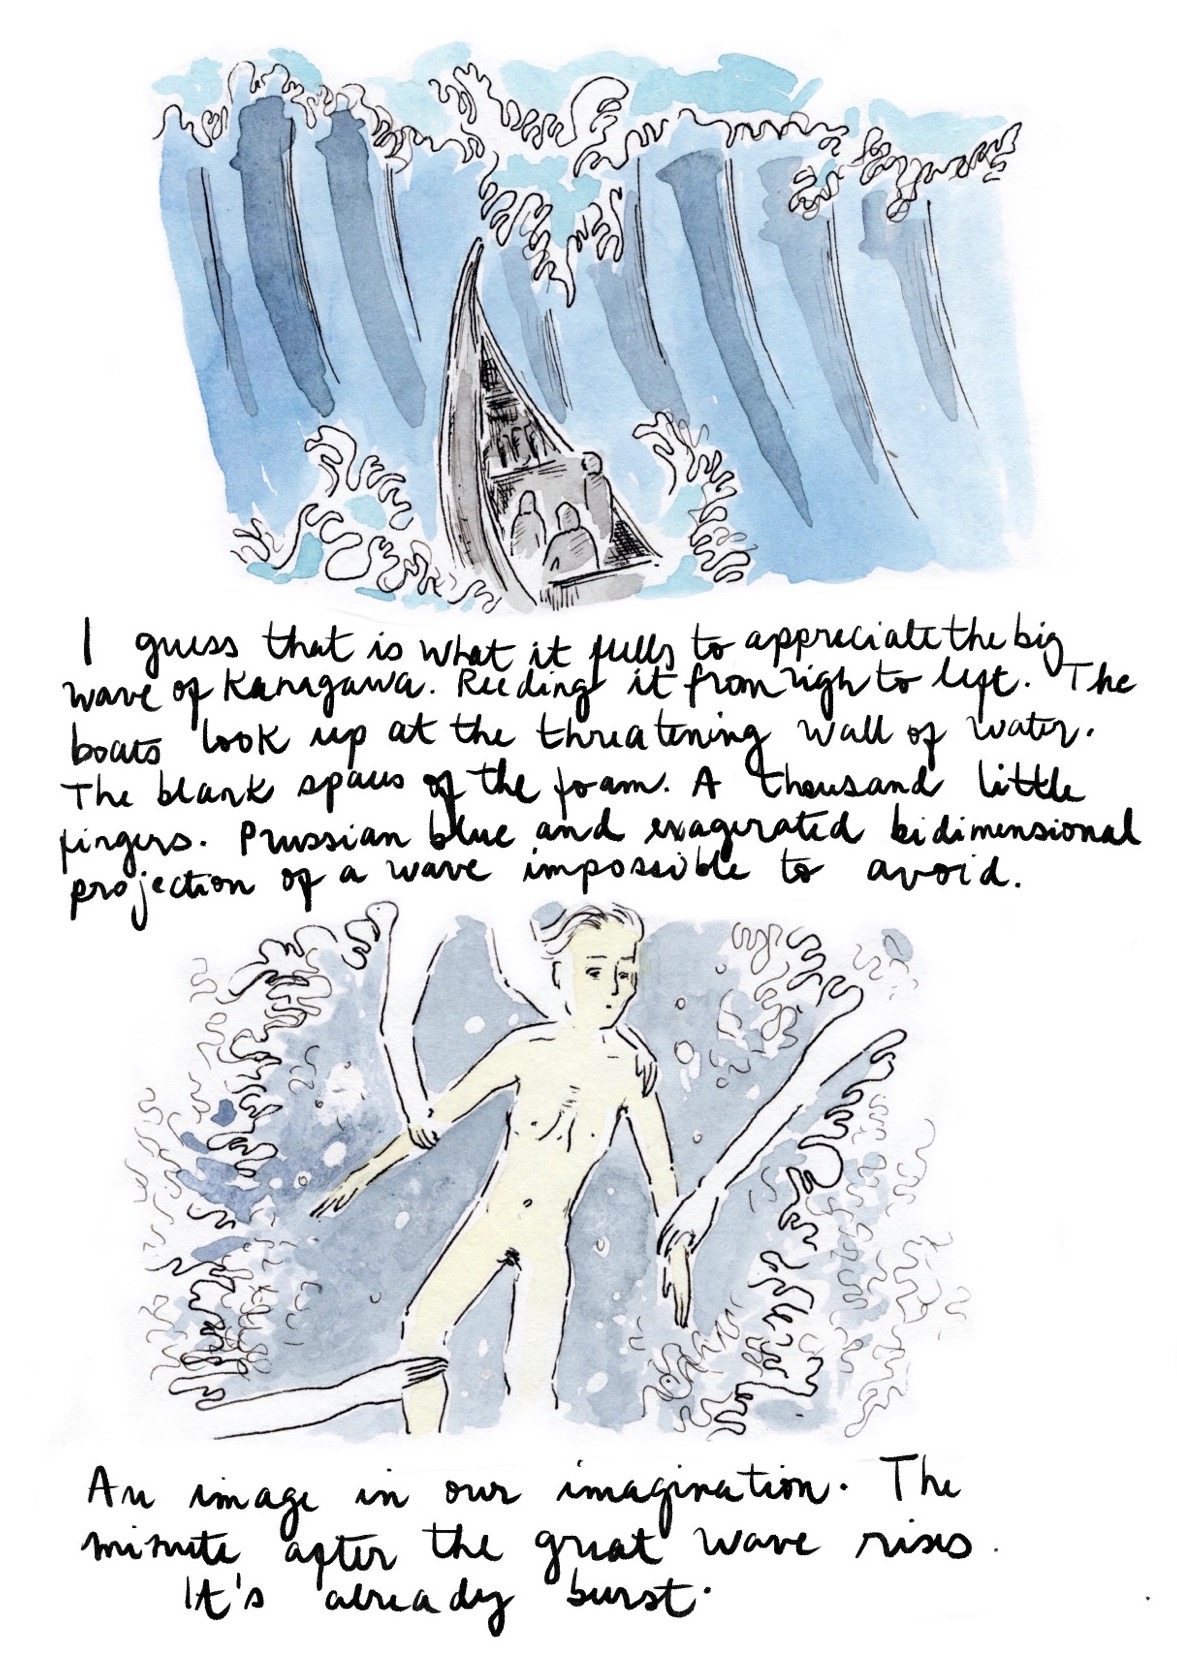 I guess that is what it fulls to appreciate the big
wave of Kanagawa. Reeding it from righ to left. The
boats look up at the threatening wall of water.
The blank spaces of the foam. A thousand little
fingers. Prussian blue and exagerated bidimensional
projection of a wave impossible to avoid.
An image in our imagination. The
minute after the great wave rises.
It's already burst.